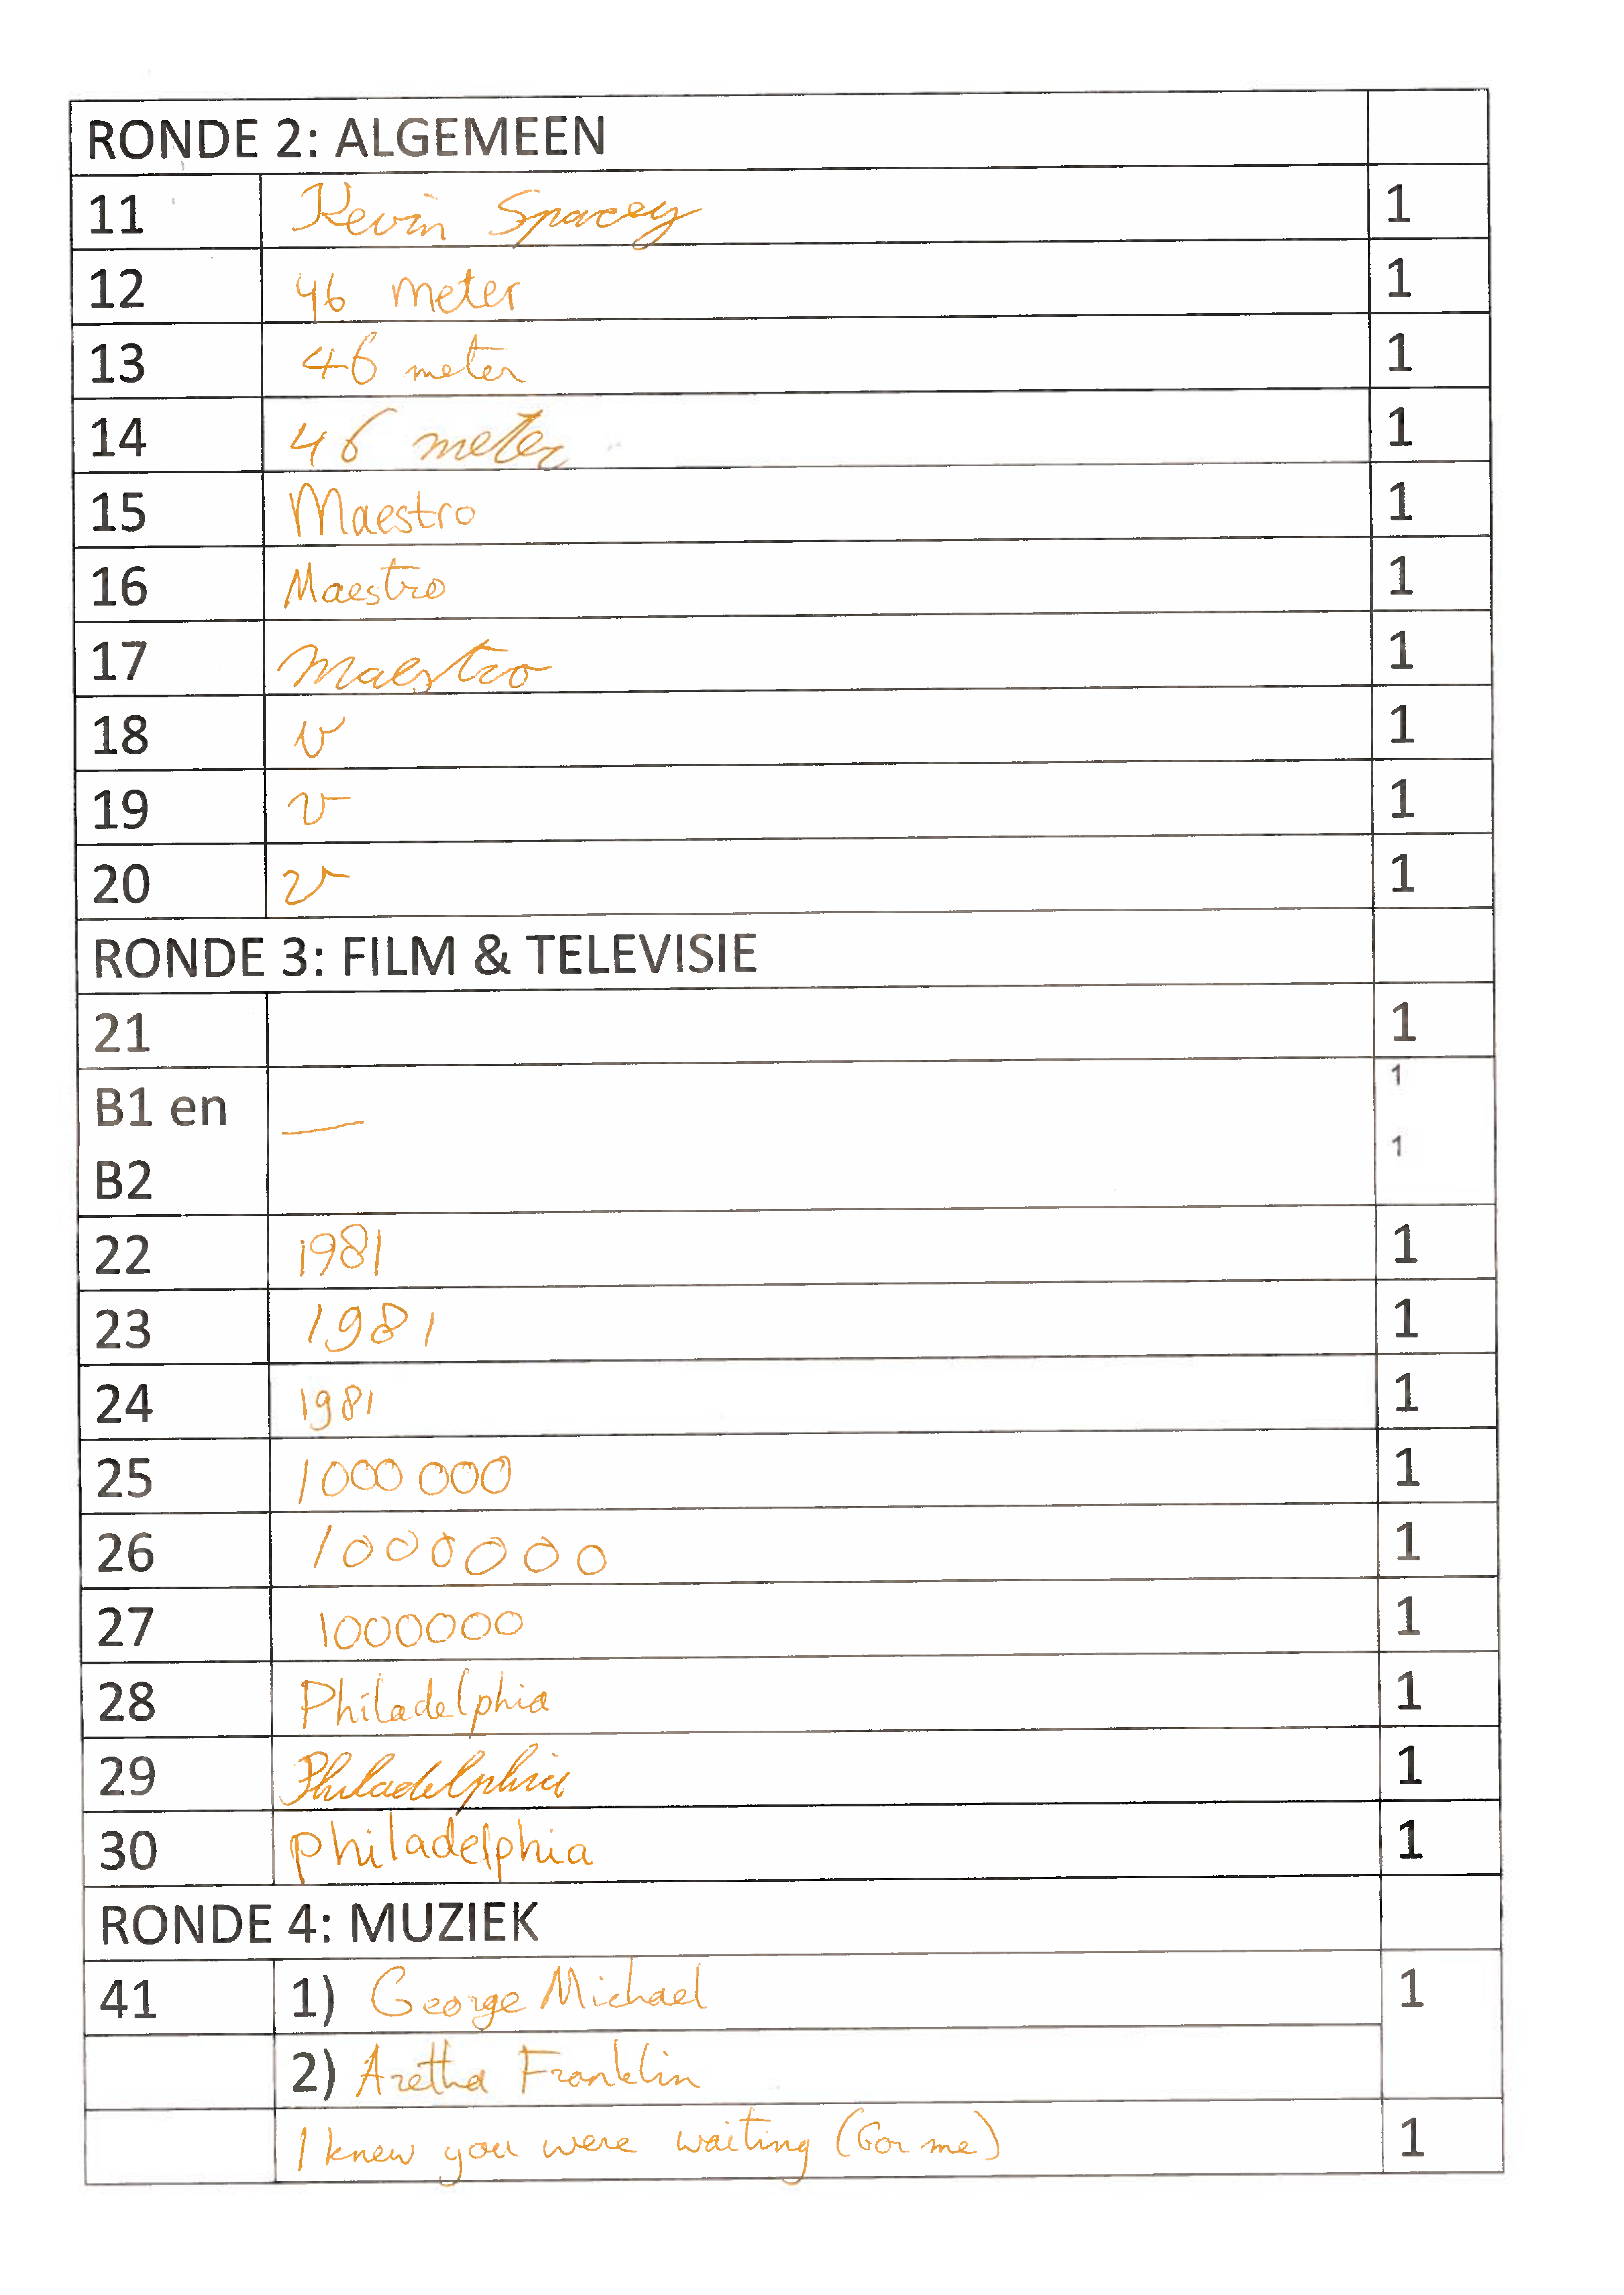 RONDE 2: ALGEMEEN
11 Kevin Spacey 1
12 46 meter 1
13 46 meter 1
14 46 meter 1
15 Maestro 1
16 Maestro 1
17 Maestro 1
18 v 1
19 v 1
20 v 1
RONDE 3: FILM & TELEVISIE
21 1
B1 en — 1
B2 1
22 1981 1
23 1981 1
24 1981 1
25 1000 000 1
26 1000000 1
27 1000000 1
28 Philadelphia 1
29 Philadelphia 1
30 philadelphia 1
RONDE 4: MUZIEK
41 1) George Michael 1
2) Aretha Franklin
I knew you were waiting (for me) 1